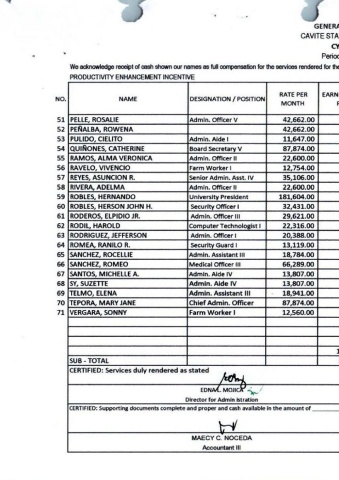 GENERA
CAVITE STA
CY
Period
We acknowledge receipt of cash shown our names as full compensation for the services rendered for the
PRODUCTIVITY ENHANCEMENT INCENTIVE
NO. NAME DESIGNATION / POSITION RATE PER MONTH EARN
51 PELLE, ROSALIE Admin. Officer V 42,662.00
52 PEÑALBA, ROWENA 42,662.00
53 PULIDO, CIELITO Admin. Aide I 11,647.00
54 QUIÑONES, CATHERINE Board Secretary V 87,874.00
55 RAMOS, ALMA VERONICA Admin. Officer II 22,600.00
56 RAVELO, VIVENCIO Farm Worker I 12,754.00
57 REYES, ASUNCION R. Senior Admin. Asst. IV 35,106.00
58 RIVERA, ADELMA Admin. Officer II 22,600.00
59 ROBLES, HERNANDO University President 181,604.00
60 ROBLES, HERSON JOHN H. Security Officer I 32,431.00
61 RODEROS, ELPIDIO JR. Admin. Officer III 29,621.00
62 RODIL, HAROLD Computer Technologist I 22,316.00
63 RODRIGUEZ, JEFFERSON Admin. Officer I 20,388.00
64 ROMEA, RANILO R. Security Guard I 13,119.00
65 SANCHEZ, ROCELLIE Admin. Assistant III 18,784.00
66 SANCHEZ, ROMEO Medical Officer III 66,289.00
67 SANTOS, MICHELLE A. Admin. Aide IV 13,807.00
68 SY, SUZETTE Admin. Aide IV 13,807.00
69 TELMO, ELENA Admin. Assistant III 18,941.00
70 TEPORA, MARY JANE Chief Admin. Officer 87,874.00
71 VERGARA, SONNY Farm Worker I 12,560.00
1
SUB - TOTAL
CERTIFIED: Services duly rendered as stated
EDNA L. MOJICA
Director for Administration
CERTIFIED: Supporting documents complete and proper and cash available in the amount of
MAECY C. NOCEDA
Accountant III